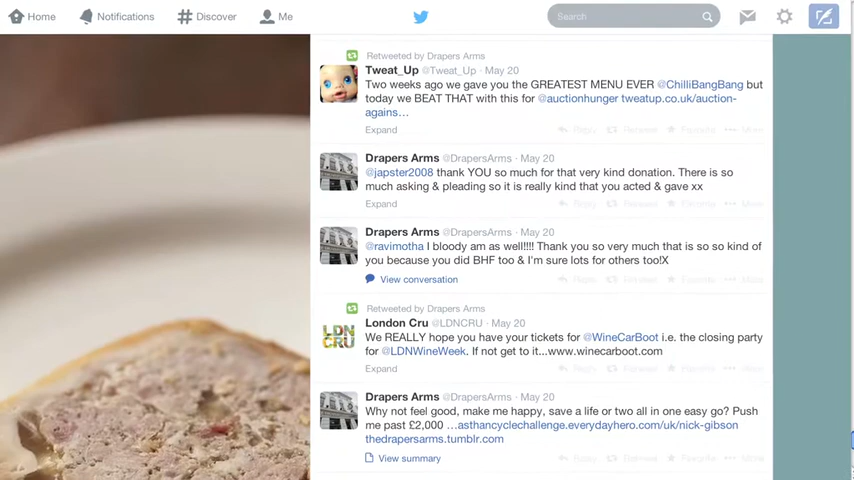 Home Notifications Discover Me Search
Retweeted by Drapers Arms
Tweat_Up @Tweat_Up · May 20
Two weeks ago we gave you the GREATEST MENU EVER @ChilliBangBang but
today we BEAT THAT with this for @auctionhunger tweatup.co.uk/auction-
agains…
Expand Reply Retweet Favorite More
Drapers Arms @DrapersArms · May 20
@japster2008 thank YOU so much for that very kind donation. There is so
much asking & pleading so it is really kind that you acted & gave xx
Expand Reply Retweet Favorite More
Drapers Arms @DrapersArms · May 20
@ravimotha I bloody am as well!!!! Thank you so very much that is so so kind of
you because you did BHF too & I'm sure lots for others too!X
View conversation Reply Retweet Favorite More
Retweeted by Drapers Arms
LDN
CRU
London Cru @LDNCRU · May 20
We REALLY hope you have your tickets for @WineCarBoot i.e. the closing party
for @LDNWineWeek. If not get to it...www.winecarboot.com
Expand Reply Retweet Favorite More
Drapers Arms @DrapersArms · May 20
Why not feel good, make me happy, save a life or two all in one easy go? Push
me past £2,000 …asthancyclechallenge.everydayhero.com/uk/nick-gibson
thedrapersarms.tumblr.com
View summary Reply Retweet Favorite More